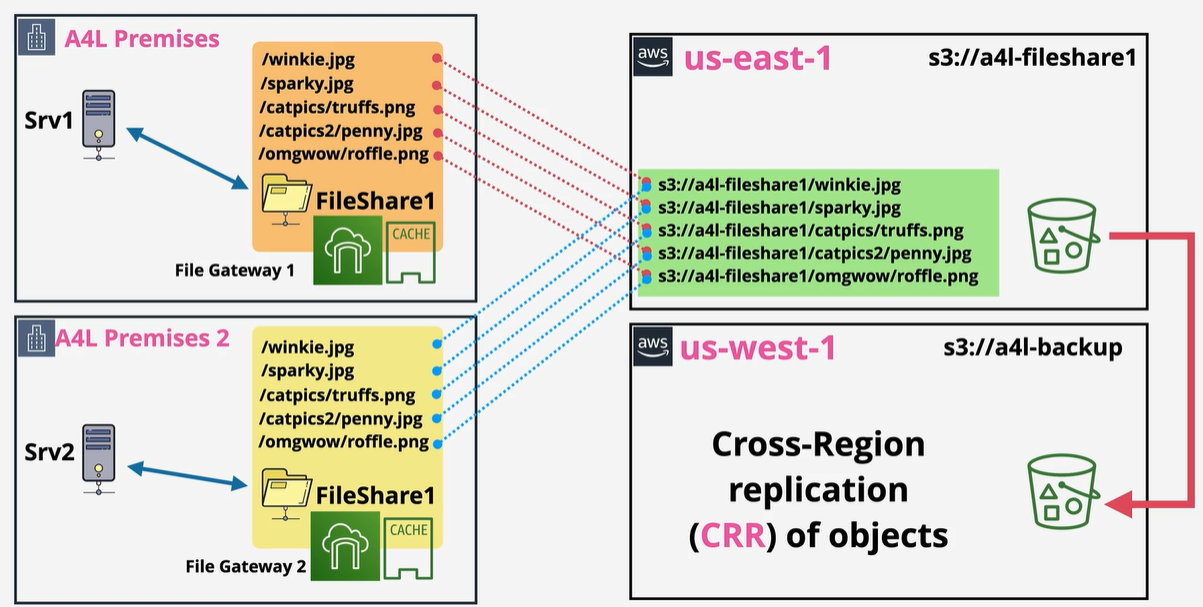 A4L Premises
Srv1
/winkie.jpg
/sparky.jpg
/catpics/truffs.png
/catpics2/penny.jpg
/omgwow/roffle.png
FileShare1
CACHE
File Gateway 1
A4L Premises 2
Srv2
/winkie.jpg
/sparky.jpg
/catpics/truffs.png
/catpics2/penny.jpg
/omgwow/roffle.png
FileShare1
CACHE
File Gateway 2
aws
us-east-1
s3://a4l-fileshare1
s3://a4l-fileshare1/winkie.jpg
s3://a4l-fileshare1/sparky.jpg
s3://a4l-fileshare1/catpics/truffs.png
s3://a4l-fileshare1/catpics2/penny.jpg
s3://a4l-fileshare1/omgwow/roffle.png
aws
us-west-1
s3://a4l-backup
Cross-Region
replication
(CRR) of objects